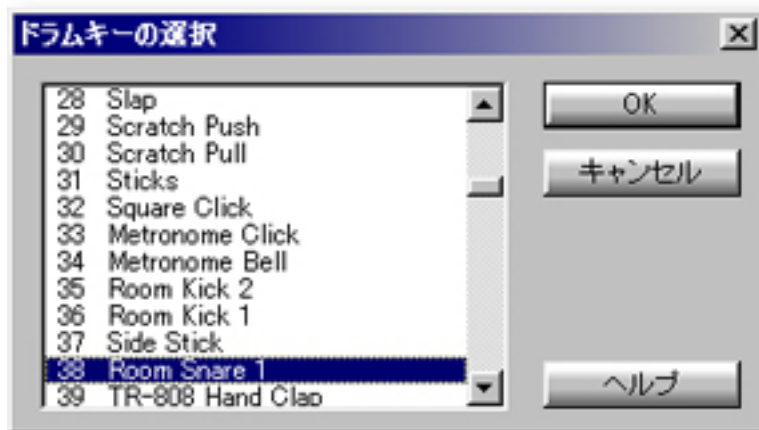 ドラムキーの選択
28 Slap
29 Scratch Push
30 Scratch Pull
31 Sticks
32 Square Click
33 Metronome Click
34 Metronome Bell
35 Room Kick 2
36 Room Kick 1
37 Side Stick
38 Room Snare 1
39 TR-808 Hand Clap
OK
キャンセル
ヘルプ